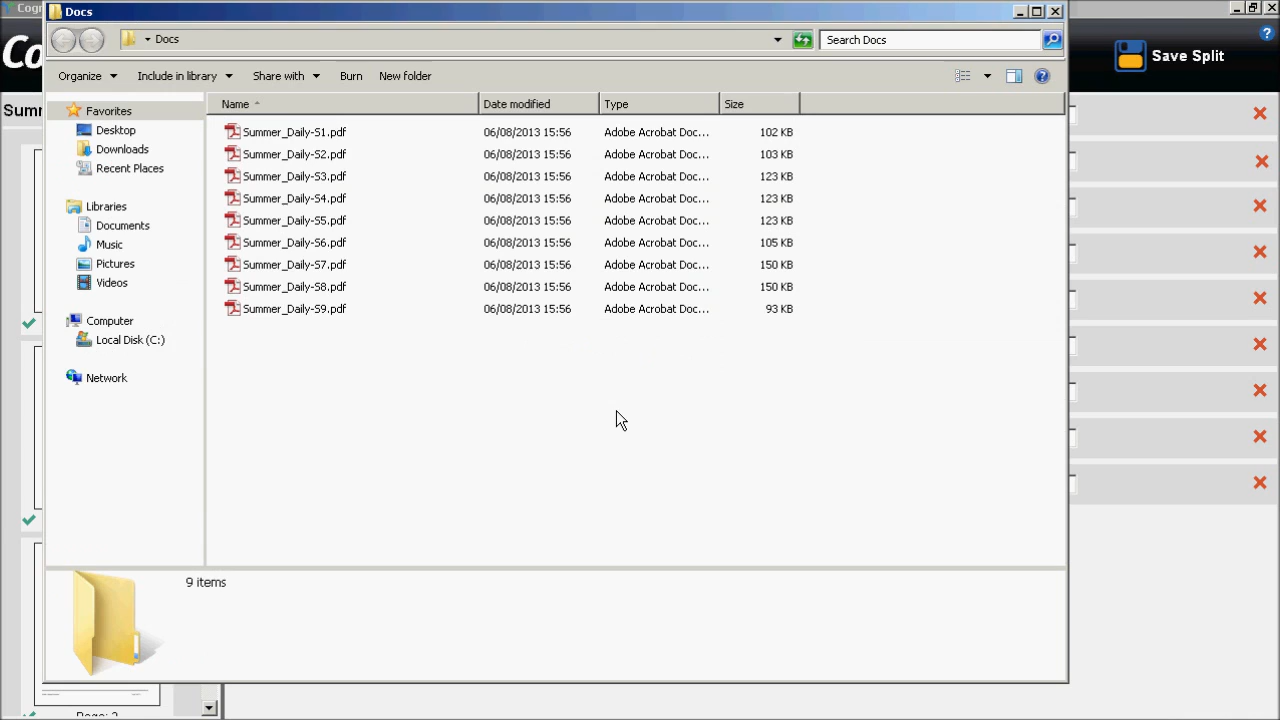 Cogn
Docs
Co
Docs
Search Docs
Save Split
Organize
Include in library
Share with
Burn
New folder
Summ
Name
Date modified
Type
Size
Favorites
Desktop
Downloads
Recent Places
Libraries
Documents
Music
Pictures
Videos
Computer
Local Disk (C:)
Network
Summer_Daily-S1.pdf 06/08/2013 15:56 Adobe Acrobat Doc... 102 KB
Summer_Daily-S2.pdf 06/08/2013 15:56 Adobe Acrobat Doc... 103 KB
Summer_Daily-S3.pdf 06/08/2013 15:56 Adobe Acrobat Doc... 123 KB
Summer_Daily-S4.pdf 06/08/2013 15:56 Adobe Acrobat Doc... 123 KB
Summer_Daily-S5.pdf 06/08/2013 15:56 Adobe Acrobat Doc... 123 KB
Summer_Daily-S6.pdf 06/08/2013 15:56 Adobe Acrobat Doc... 105 KB
Summer_Daily-S7.pdf 06/08/2013 15:56 Adobe Acrobat Doc... 150 KB
Summer_Daily-S8.pdf 06/08/2013 15:56 Adobe Acrobat Doc... 150 KB
Summer_Daily-S9.pdf 06/08/2013 15:56 Adobe Acrobat Doc... 93 KB
9 items
Page: 2